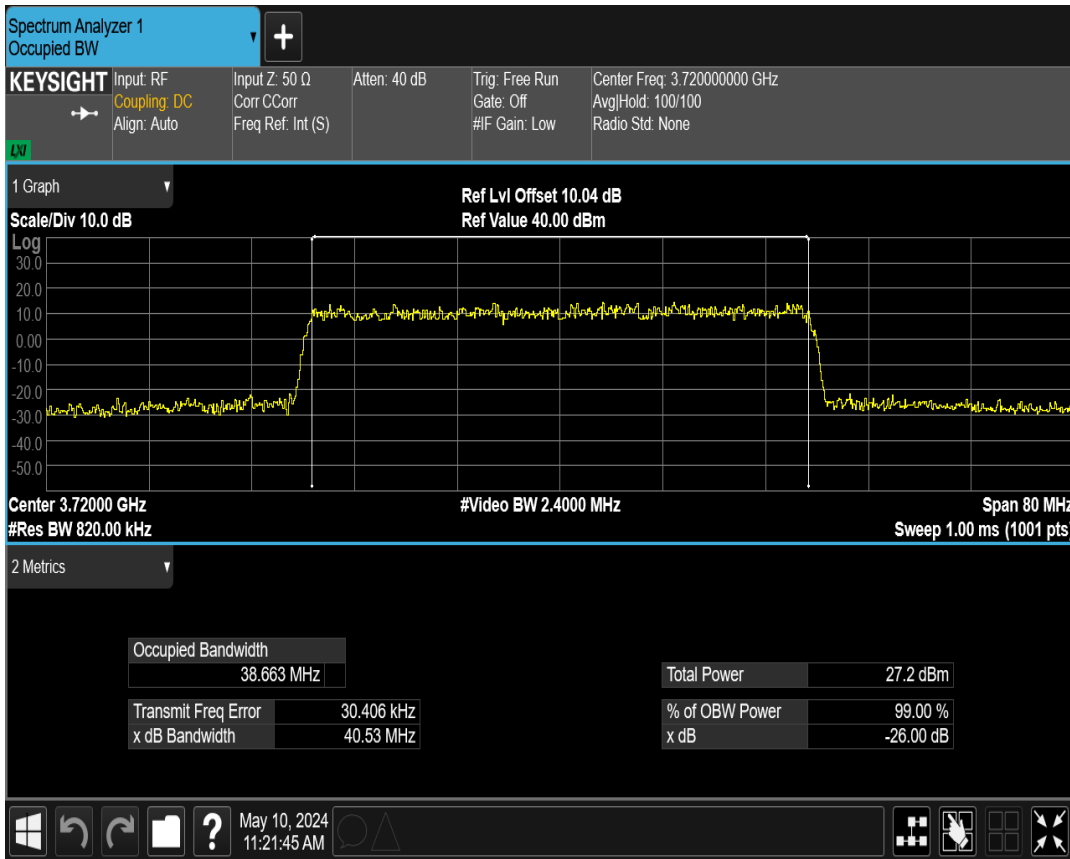 Spectrum Analyzer 1
Occupied BW
+
KEYSIGHT
LXI
Input: RF
Coupling: DC
Align: Auto
Input Z: 50 Ω
Corr CCorr
Freq Ref: Int (S)
Atten: 40 dB
Trig: Free Run
Gate: Off
#IF Gain: Low
Center Freq: 3.720000000 GHz
Avg|Hold: 100/100
Radio Std: None
1 Graph
Scale/Div 10.0 dB
Ref Lvl Offset 10.04 dB
Ref Value 40.00 dBm
Log
30.0
20.0
10.0
0.00
-10.0
-20.0
-30.0
-40.0
-50.0
Center 3.72000 GHz
#Video BW 2.4000 MHz
Span 80 MHz
#Res BW 820.00 kHz
Sweep 1.00 ms (1001 pts)
2 Metrics
Occupied Bandwidth
38.663 MHz
Total Power 27.2 dBm
Transmit Freq Error 30.406 kHz
% of OBW Power 99.00 %
x dB Bandwidth 40.53 MHz
x dB -26.00 dB
?
May 10, 2024
11:21:45 AM